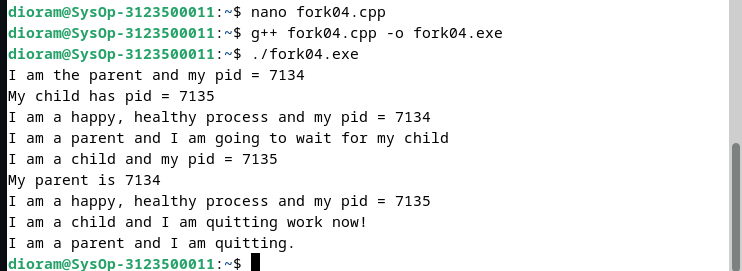 dioram@SysOp-3123500011:~$ nano fork04.cpp
dioram@SysOp-3123500011:~$ g++ fork04.cpp -o fork04.exe
dioram@SysOp-3123500011:~$ ./fork04.exe
I am the parent and my pid = 7134
My child has pid = 7135
I am a happy, healthy process and my pid = 7134
I am a parent and I am going to wait for my child
I am a child and my pid = 7135
My parent is 7134
I am a happy, healthy process and my pid = 7135
I am a child and I am quitting work now!
I am a parent and I am quitting.
dioram@SysOp-3123500011:~$